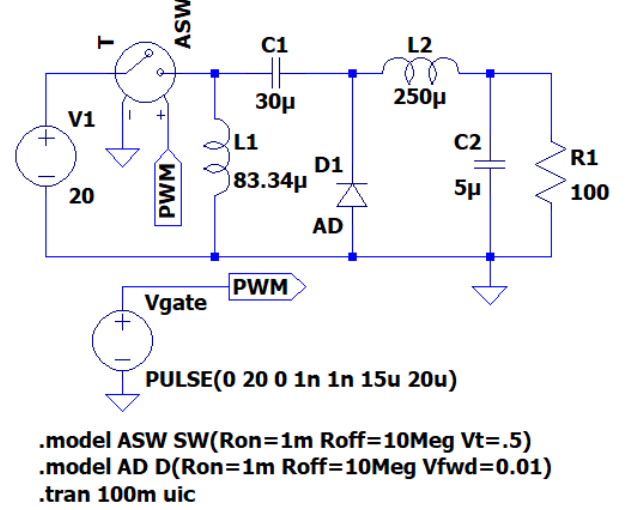 T
ASW
V1
20
-
+
PWM
C1
30µ
L1
83.34µ
D1
AD
L2
250µ
C2
5µ
R1
100
PWM
Vgate
PULSE(0 20 0 1n 1n 15u 20u)
.model ASW SW(Ron=1m Roff=10Meg Vt=.5)
.model AD D(Ron=1m Roff=10Meg Vfwd=0.01)
.tran 100m uic